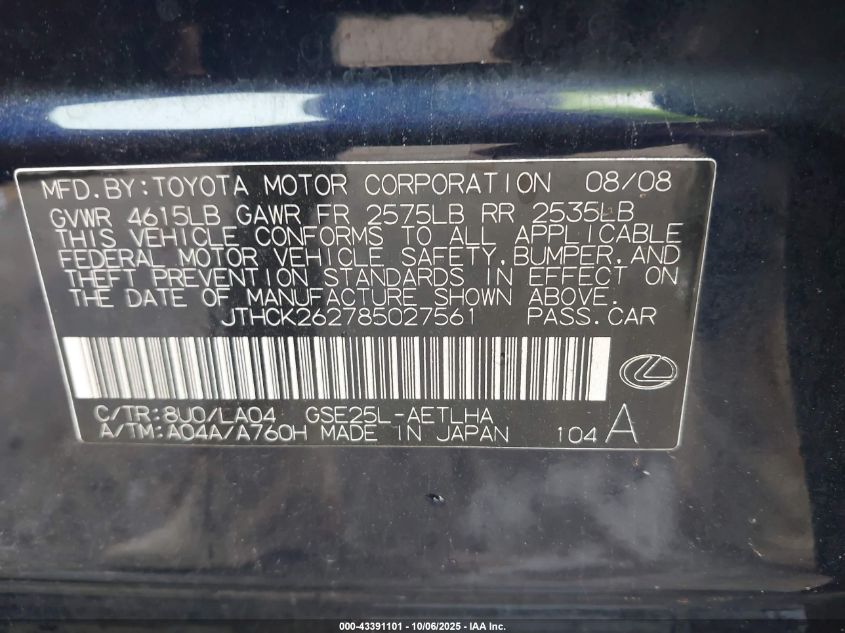 MFD.BY:TOYOTA MOTOR CORPORATION 08/08
GVWR 4615LB GAWR FR 2575LB RR 2535LB
THIS VEHICLE CONFORMS TO ALL APPLICABLE
FEDERAL MOTOR VEHICLE SAFETY,BUMPER,AND
THEFT PREVENTION STANDARDS IN EFFECT ON
THE DATE OF MANUFACTURE SHOWN ABOVE.
JTHCK262785027561 PASS.CAR
C/TR:8U0/LA04 GSE25L-AETLHA
A/TM:A04A/A760H MADE IN JAPAN 104 A
000-43391101 - 10/06/2025 - IAA Inc.